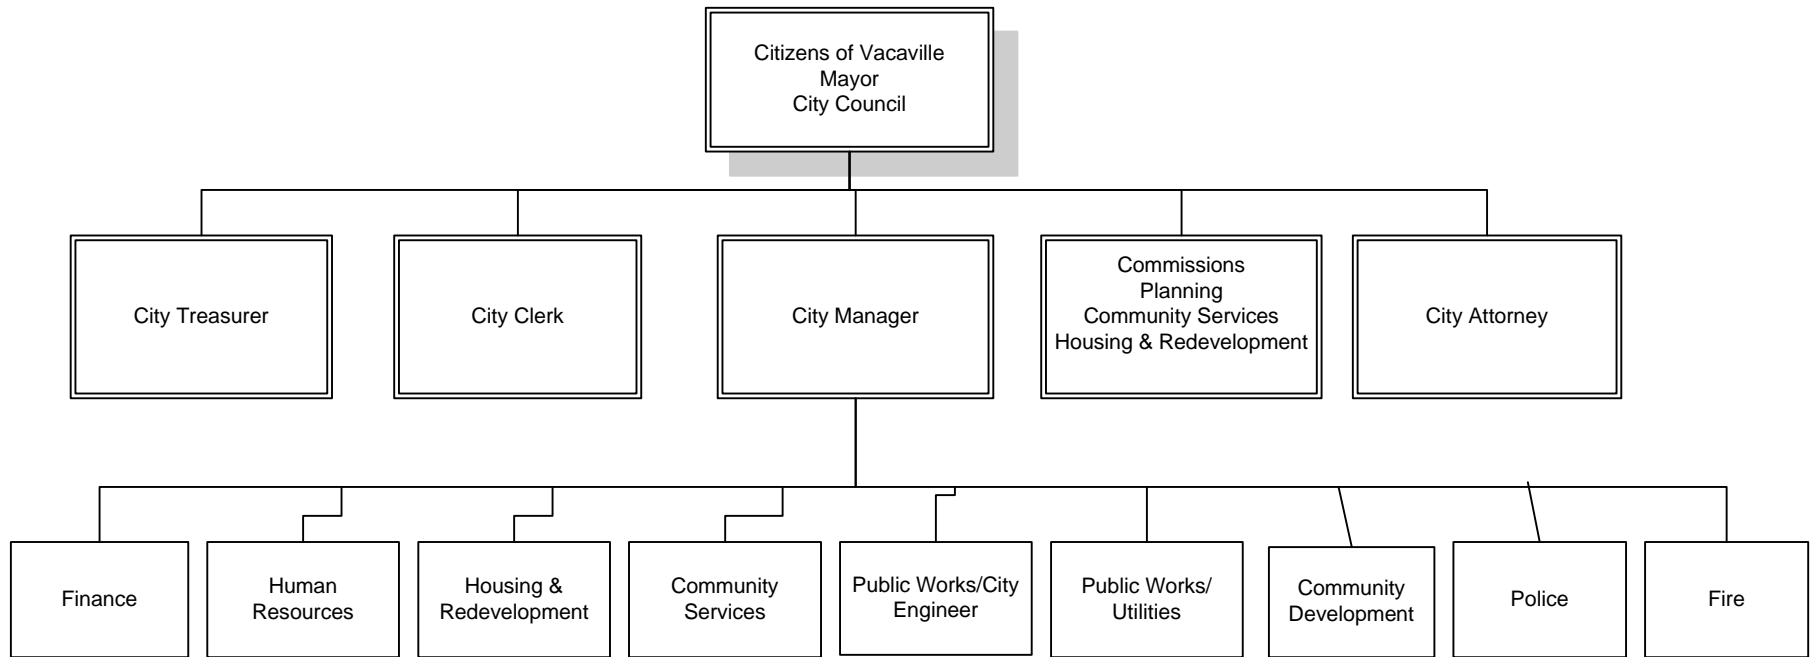 Citizens of Vacaville
Mayor
City Council
City Treasurer
City Clerk
City Manager
Commissions
Planning
Community Services
Housing & Redevelopment
City Attorney
Finance
Human
Resources
Housing &
Redevelopment
Community
Services
Public Works/City
Engineer
Public Works/
Utilities
Community
Development
Police
Fire